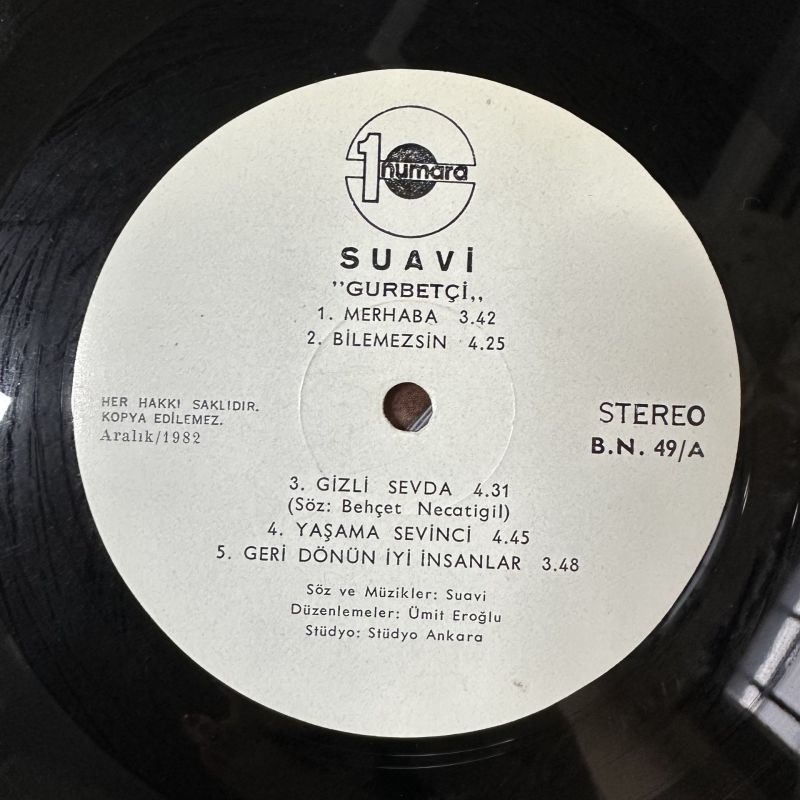 1 numara
SUAVİ
"GURBETÇİ„
1. MERHABA 3.42
2. BİLEMEZSİN 4.25
HER HAKKI SAKLIDIR.
KOPYA EDİLEMEZ.
Aralık/1982
STEREO
B.N. 49/A
3. GİZLİ SEVDA 4.31
(Söz: Behçet Necatigil)
4. YAŞAMA SEVİNCİ 4.45
5. GERİ DÖNÜN İYİ İNSANLAR 3.48
Söz ve Müzikler: Suavi
Düzenlemeler: Ümit Eroğlu
Stüdyo: Stüdyo Ankara